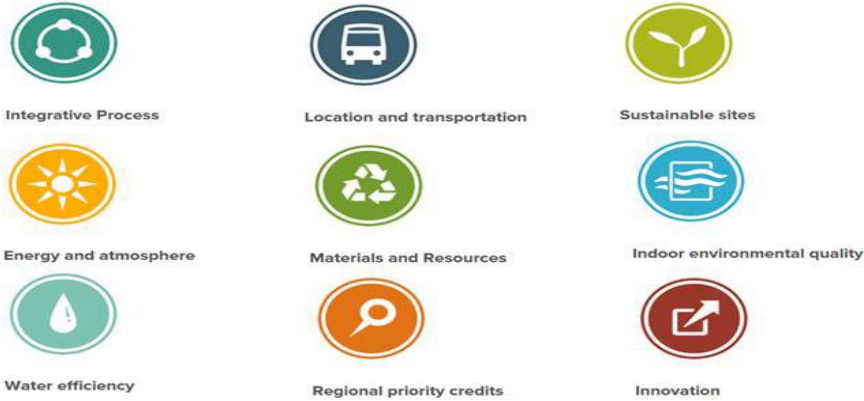 Integrative Process
Location and transportation
Sustainable sites
Energy and atmosphere
Materials and Resources
Indoor environmental quality
Water efficiency
Regional priority credits
Innovation